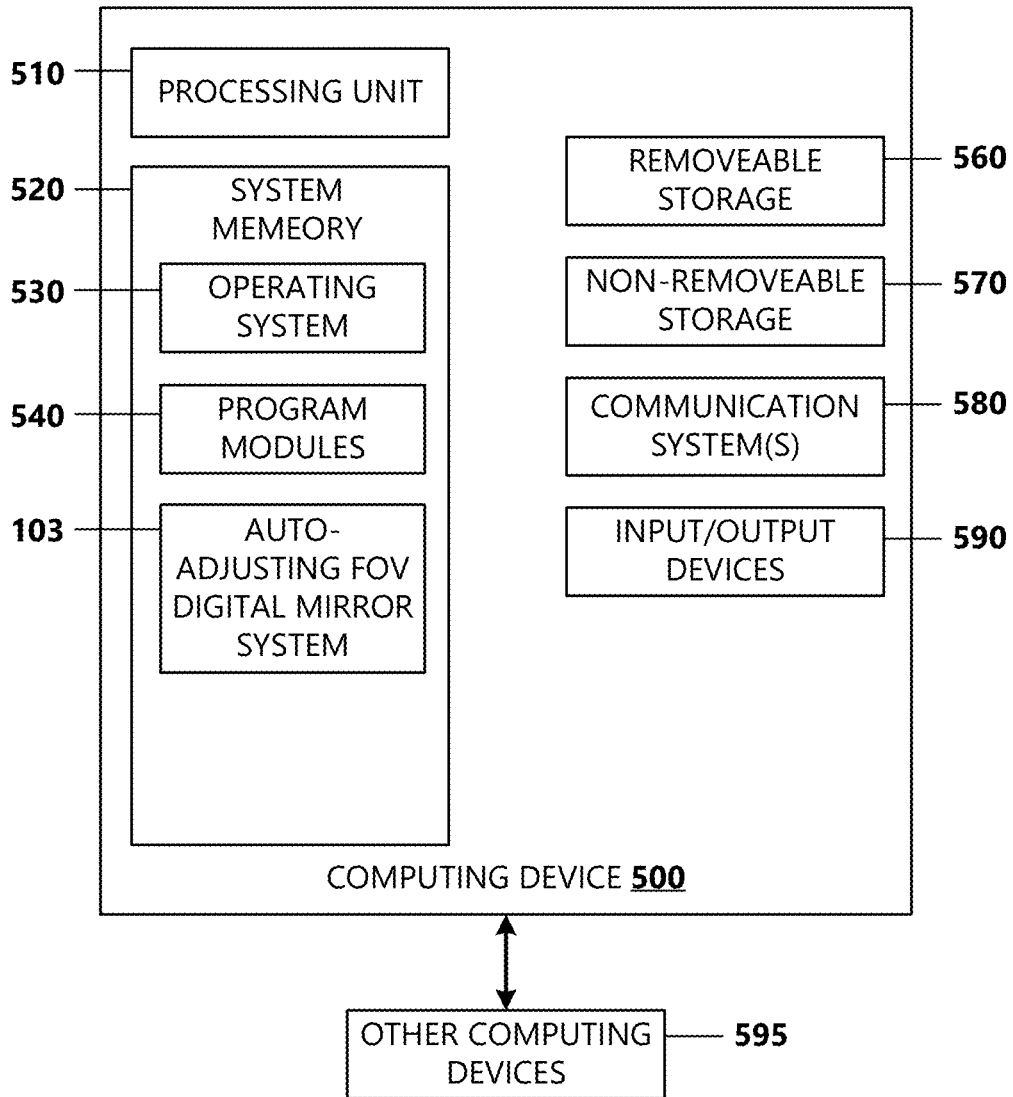 510
PROCESSING UNIT
520
SYSTEM
MEMEORY
530
OPERATING
SYSTEM
540
PROGRAM
MODULES
103
AUTO-
ADJUSTING FOV
DIGITAL MIRROR
SYSTEM
REMOVEABLE
STORAGE
560
NON-REMOVEABLE
STORAGE
570
COMMUNICATION
SYSTEM(S)
580
INPUT/OUTPUT
DEVICES
590
COMPUTING DEVICE 500
OTHER COMPUTING
DEVICES
595